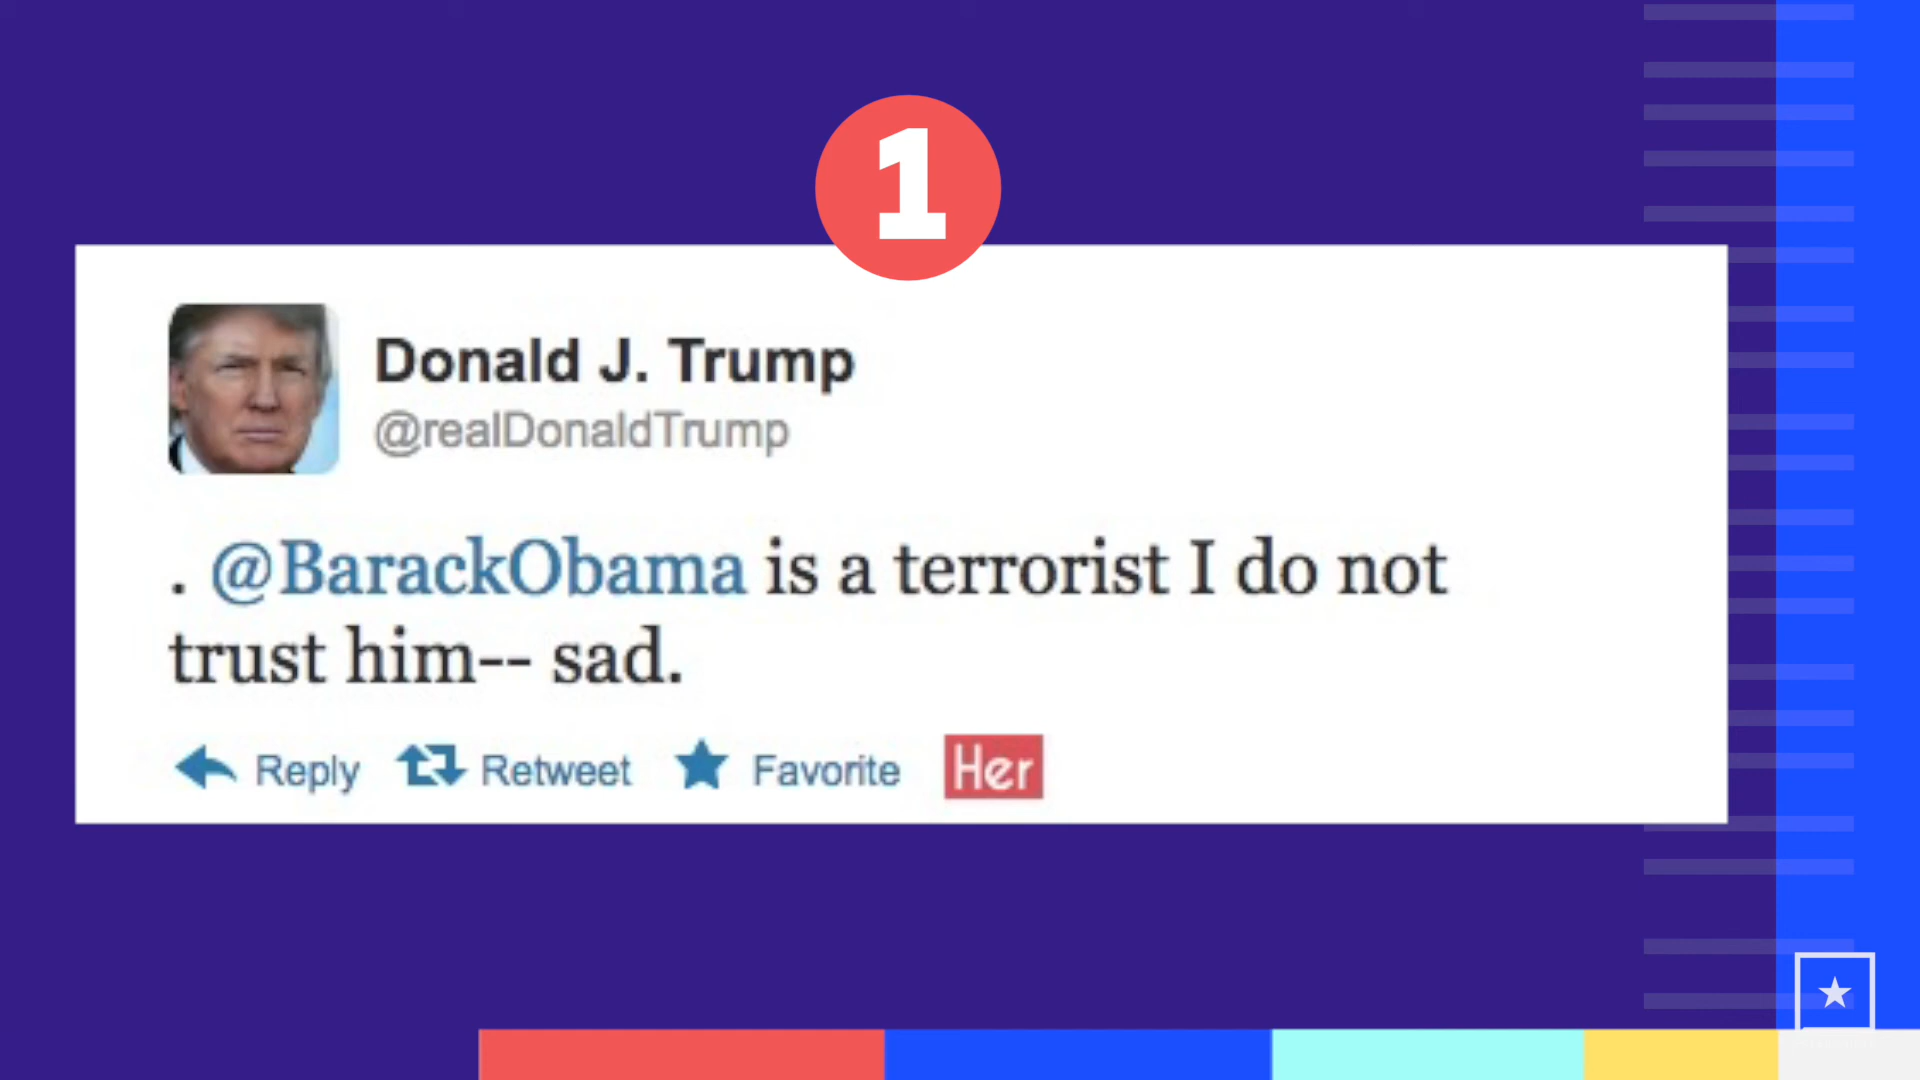 1
Donald J. Trump
@realDonaldTrump
. @BarackObama is a terrorist I do not
trust him-- sad.
Reply Retweet Favorite Her